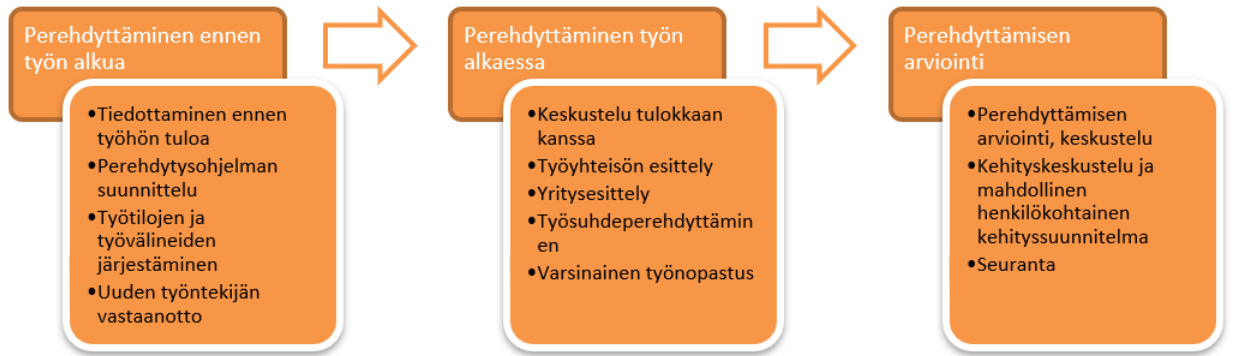 Perehdyttäminen ennen
työn alkua
•Tiedottaminen ennen
työhön tuloa
•Perehdytysohjelman
suunnittelu
•Työtilojen ja
työvälineiden
järjestäminen
•Uuden työntekijän
vastaanotto
Perehdyttäminen työn
alkaessa
•Keskustelu tulokkaan
kanssa
•Työyhteisön esittely
•Yritysesittely
•Työsuhdeperehdyttämin
en
•Varsinainen työnopastus
Perehdyttämisen
arviointi
•Perehdyttämisen
arviointi, keskustelu
•Kehityskeskustelu ja
mahdollinen
henkilökohtainen
kehityssuunnitelma
•Seuranta